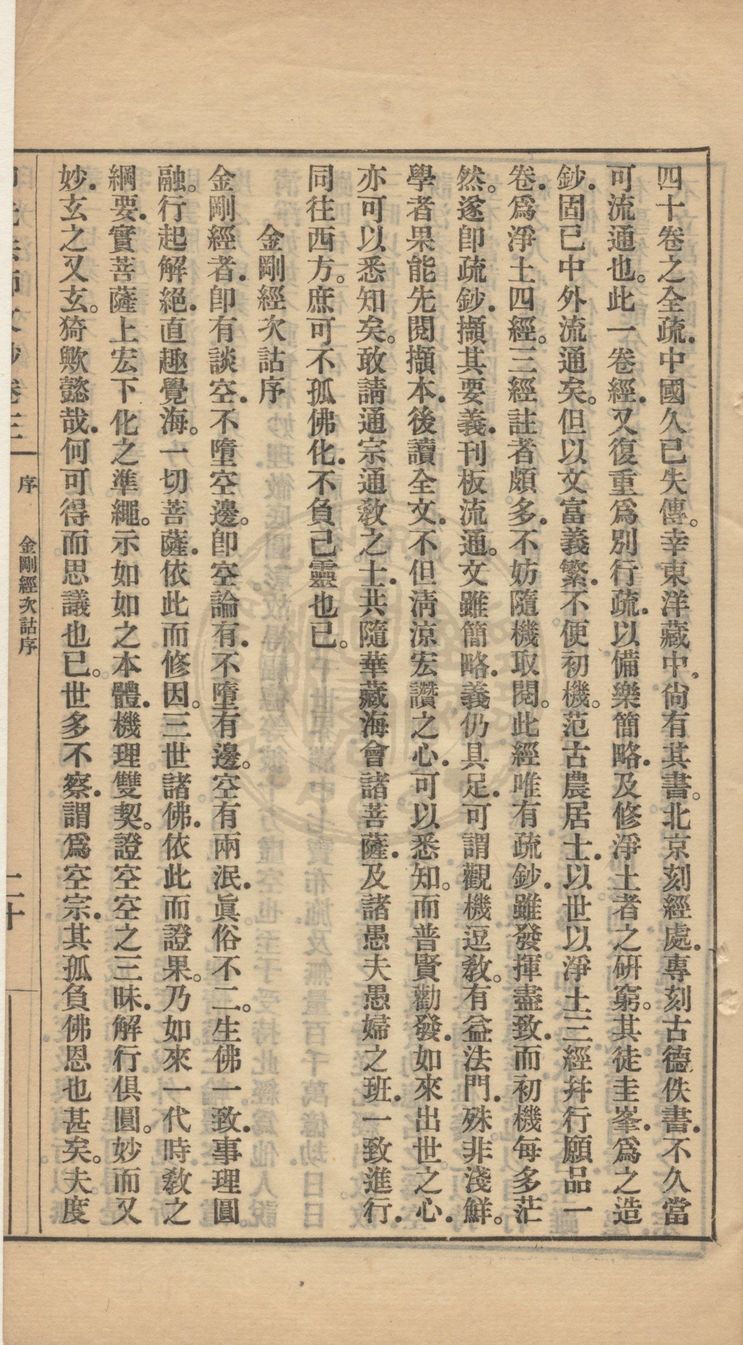 四十卷之全疏.中國久已失傳。幸東洋藏中.尙有其書。北京刻經處.專刻古德佚書.不久當
可流通也。此一卷經.又復重爲別行疏.以備樂簡略.及修淨土者之研窮。其徒圭峯.爲之造
鈔.固已中外流通矣。但以文富義繁.不便初機。范古農居士.以世以淨土三經.幷行願品一
卷.爲淨土四經。三經註者頗多.不妨隨機取閱。此經唯有疏鈔.雖發揮盡致.而初機每多茫
然。遂卽疏鈔.擷其要義.刊板流通。文雖簡略.義仍具足.可謂觀機逗敎。有益法門.殊非淺鮮。
學者果能先閱擷本.後讀全文.不但淸涼宏讚之心.可以悉知。而普賢勸發.如來出世之心.
亦可以悉知矣。敢請通宗通敎之士.共隨華藏海會諸菩薩.及諸愚夫愚婦之班.一致進行.
同往西方。庶可不孤佛化.不負己靈也已。
金剛經次詁序
金剛經者.卽有談空.不墮空邊。卽空論有.不墮有邊。空有兩泯.眞俗不二。生佛一致.事理圓
融。行起解絕.直趣覺海。一切菩薩.依此而修因。三世諸佛.依此而證果。乃如來一代時敎之
綱要.實菩薩上宏下化之準繩。示如如之本體.機理雙契。證空空之三昧.解行俱圓。妙而又
妙.玄之又玄。猗歟懿哉.何可得而思議也已。世多不察.謂爲空宗.其孤負佛恩也甚矣。夫度
法師文鈔卷三 序 金剛經次詁序 二十